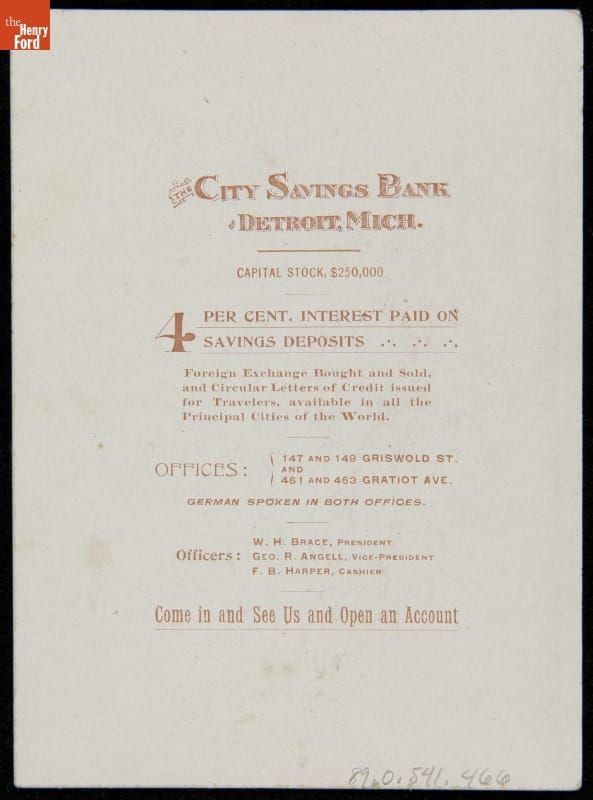 the
Henry
Ford
THE CITY SAVINGS BANK
of DETROIT, MICH.
CAPITAL STOCK, $250,000
4 PER CENT. INTEREST PAID ON
SAVINGS DEPOSITS .·. .·. .·.
Foreign Exchange Bought and Sold,
and Circular Letters of Credit issued
for Travelers, available in all the
Principal Cities of the World.
OFFICES: { 147 AND 149 GRISWOLD ST.
AND
461 AND 463 GRATIOT AVE.
GERMAN SPOKEN IN BOTH OFFICES.
W. H. BRACE, PRESIDENT
Officers: GEO. R. ANGELL, VICE-PRESIDENT
F. B. HARPER, CASHIER
Come in and See Us and Open an Account
89.0.541.466